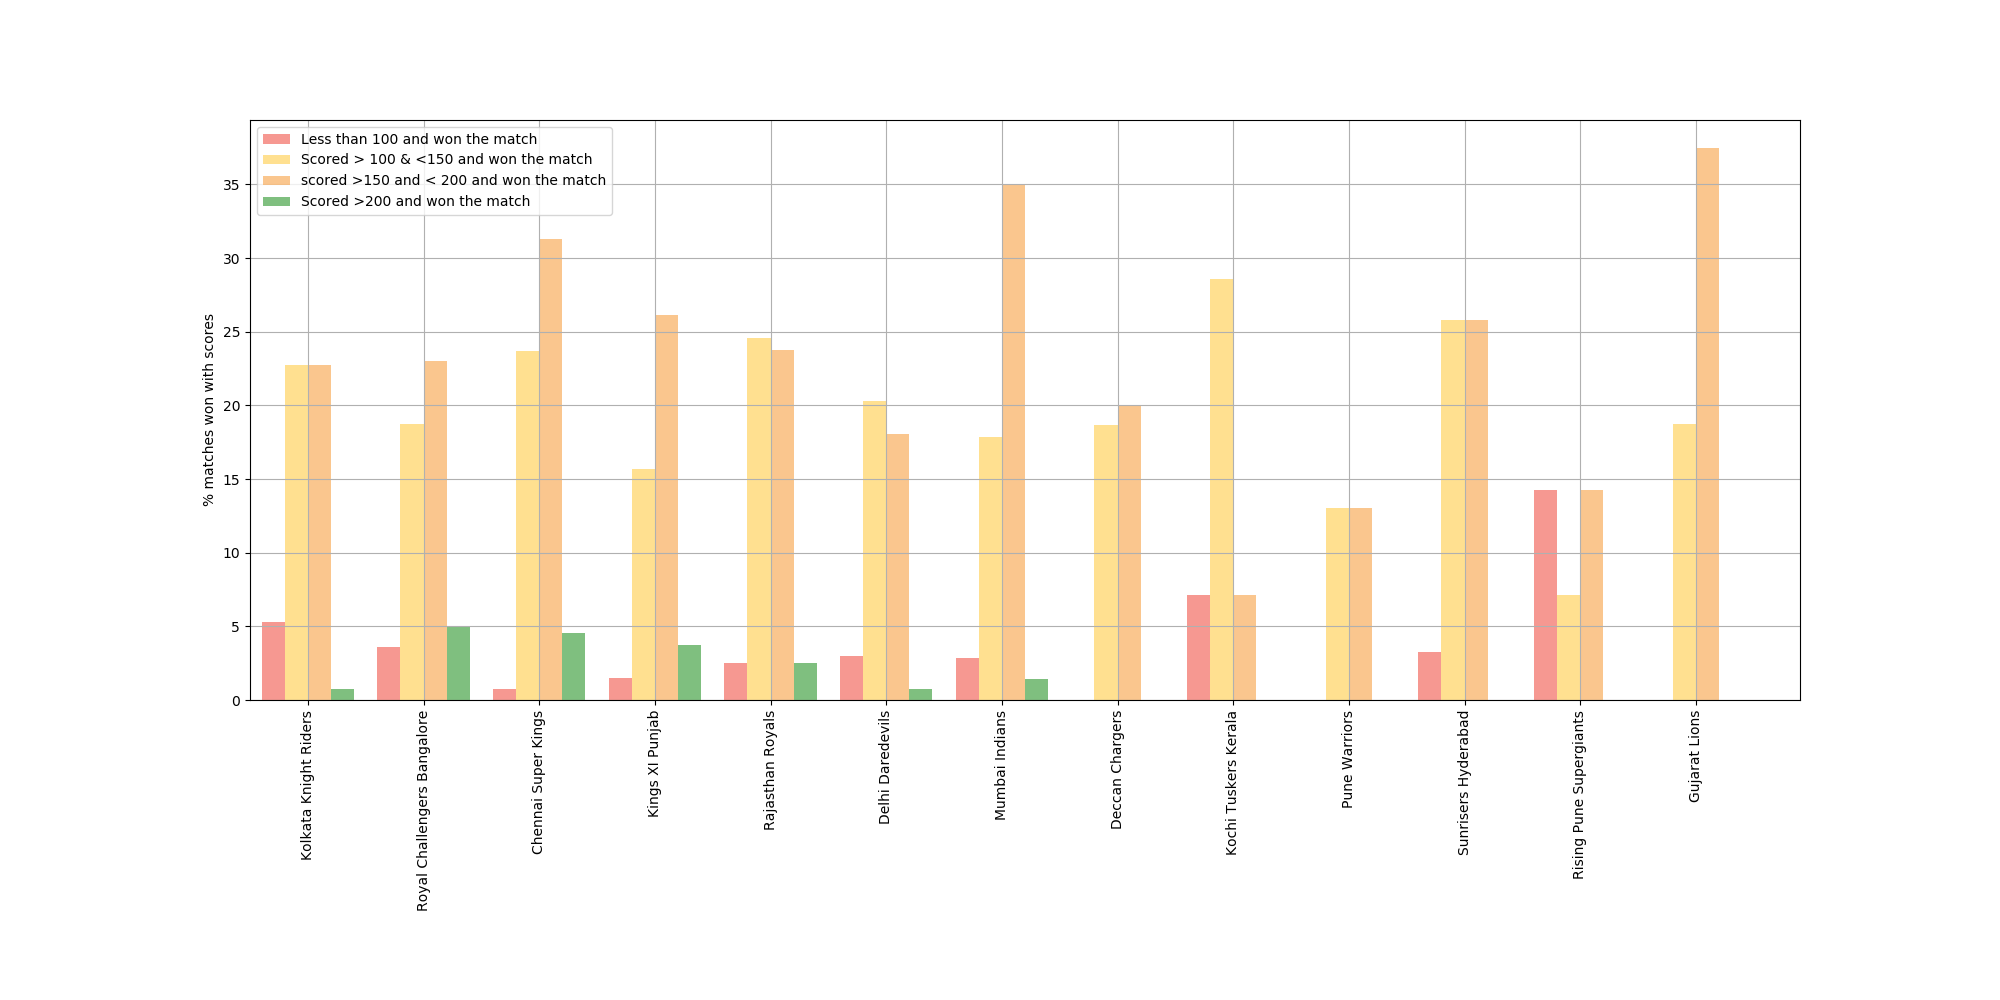 Less than 100 and won the match
Scored > 100 & <150 and won the match
scored >150 and < 200 and won the match
Scored >200 and won the match
% matches won with scores
35
30
25
20
15
10
5
0
Kolkata Knight Riders
Royal Challengers Bangalore
Chennai Super Kings
Kings XI Punjab
Rajasthan Royals
Delhi Daredevils
Mumbai Indians
Deccan Chargers
Kochi Tuskers Kerala
Pune Warriors
Sunrisers Hyderabad
Rising Pune Supergiants
Gujarat Lions